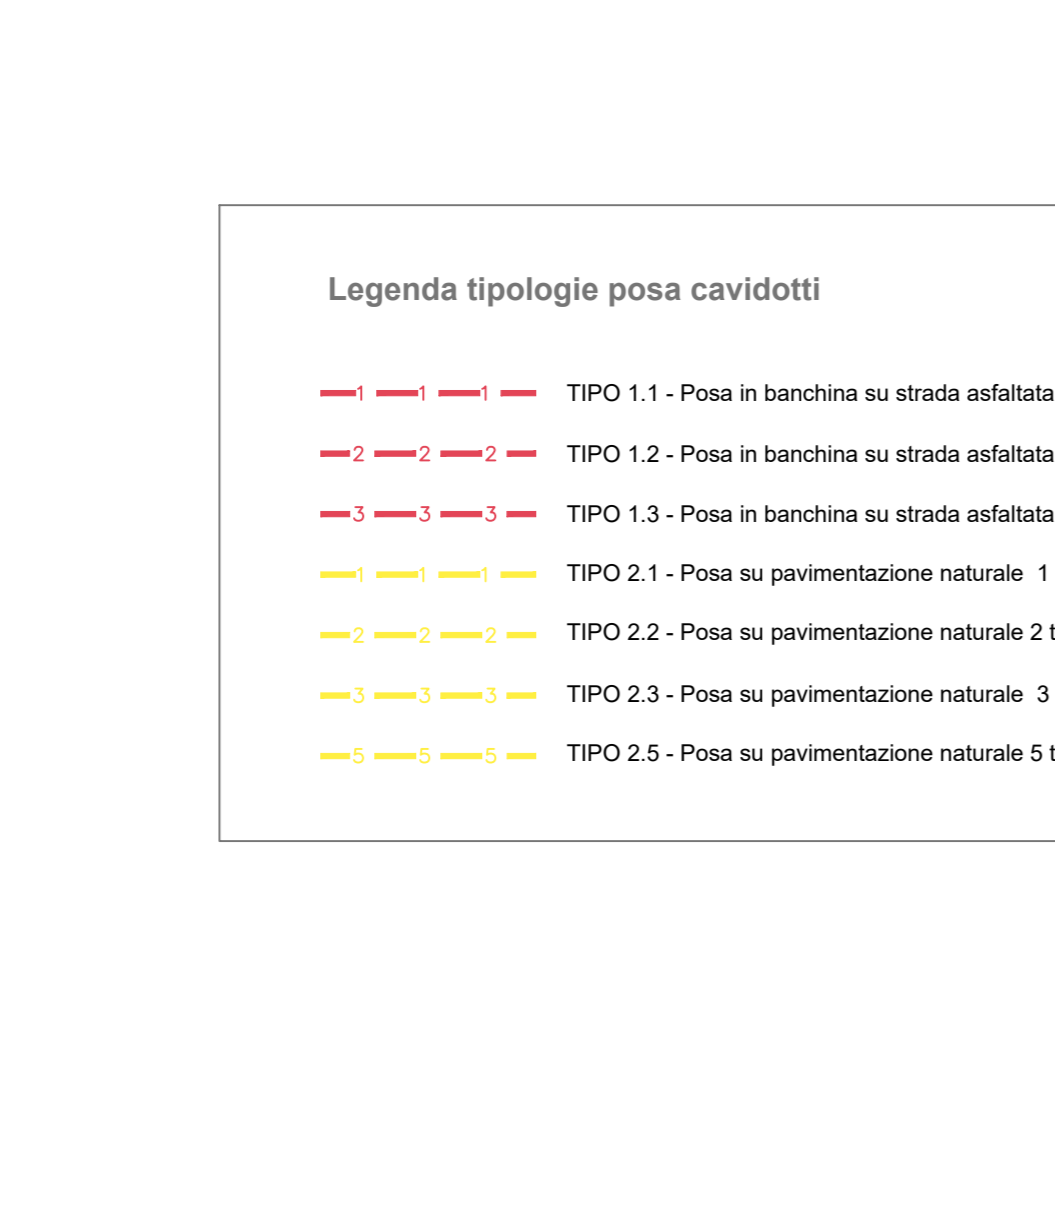 Legenda tipologie posa cavidotti
1 1 1 TIPO 1.1 - Posa in banchina su strada asfaltata
2 2 2 TIPO 1.2 - Posa in banchina su strada asfaltata
3 3 3 TIPO 1.3 - Posa in banchina su strada asfaltata
1 1 1 TIPO 2.1 - Posa su pavimentazione naturale 1
2 2 2 TIPO 2.2 - Posa su pavimentazione naturale 2 t
3 3 3 TIPO 2.3 - Posa su pavimentazione naturale 3
5 5 5 TIPO 2.5 - Posa su pavimentazione naturale 5 t